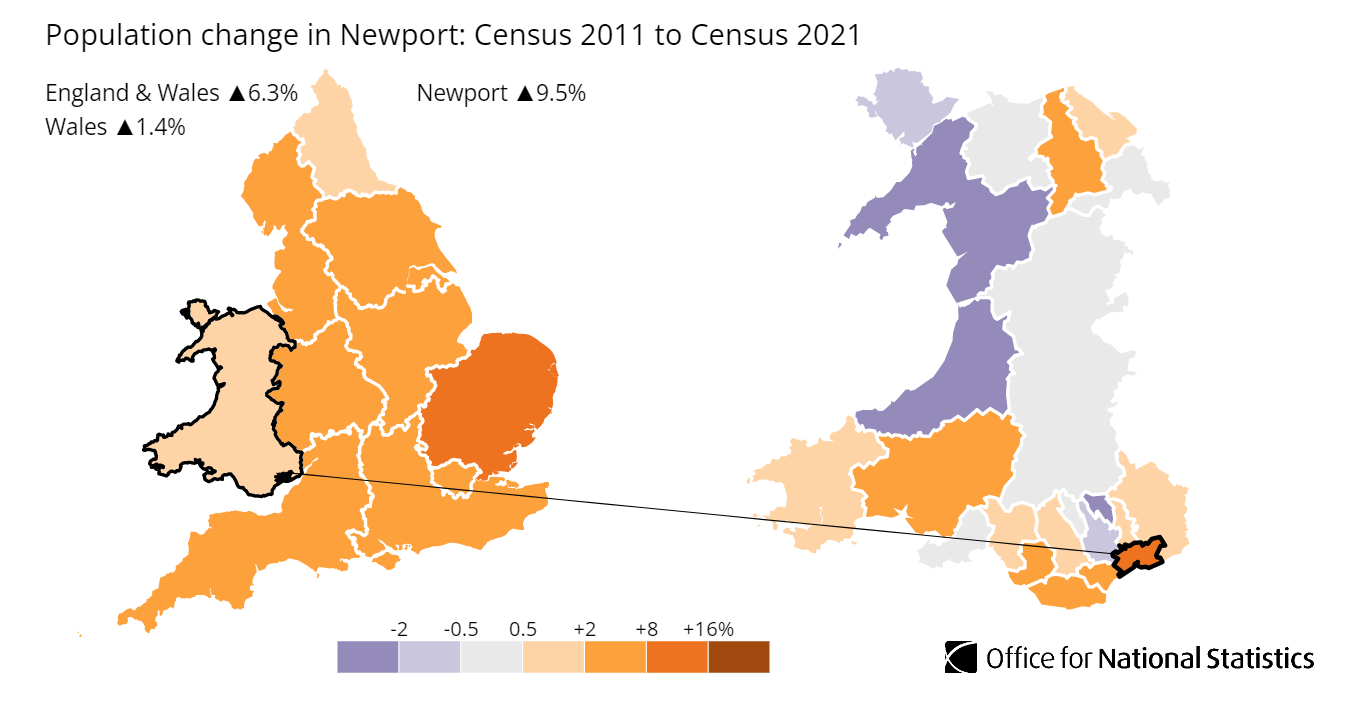 Population change in Newport: Census 2011 to Census 2021
England & Wales ▲6.3%
Newport ▲9.5%
Wales ▲1.4%
-2 -0.5 0.5 +2 +8 +16%
Office for National Statistics